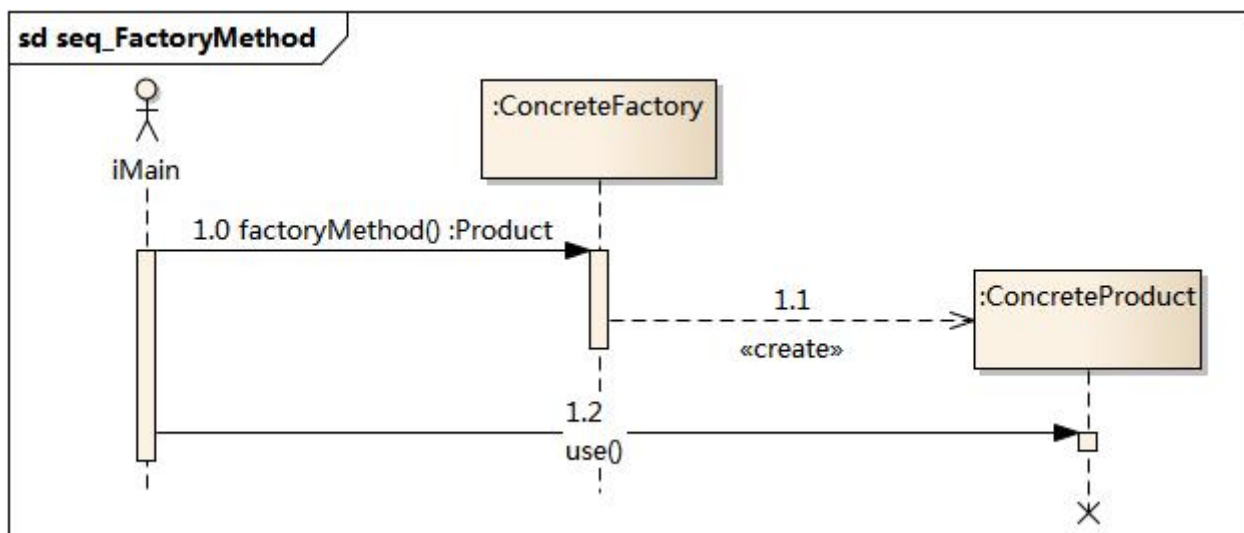 sd seq_FactoryMethod
:ConcreteFactory
iMain
1.0 factoryMethod() :Product
:ConcreteProduct
1.1
«create»
1.2
use()